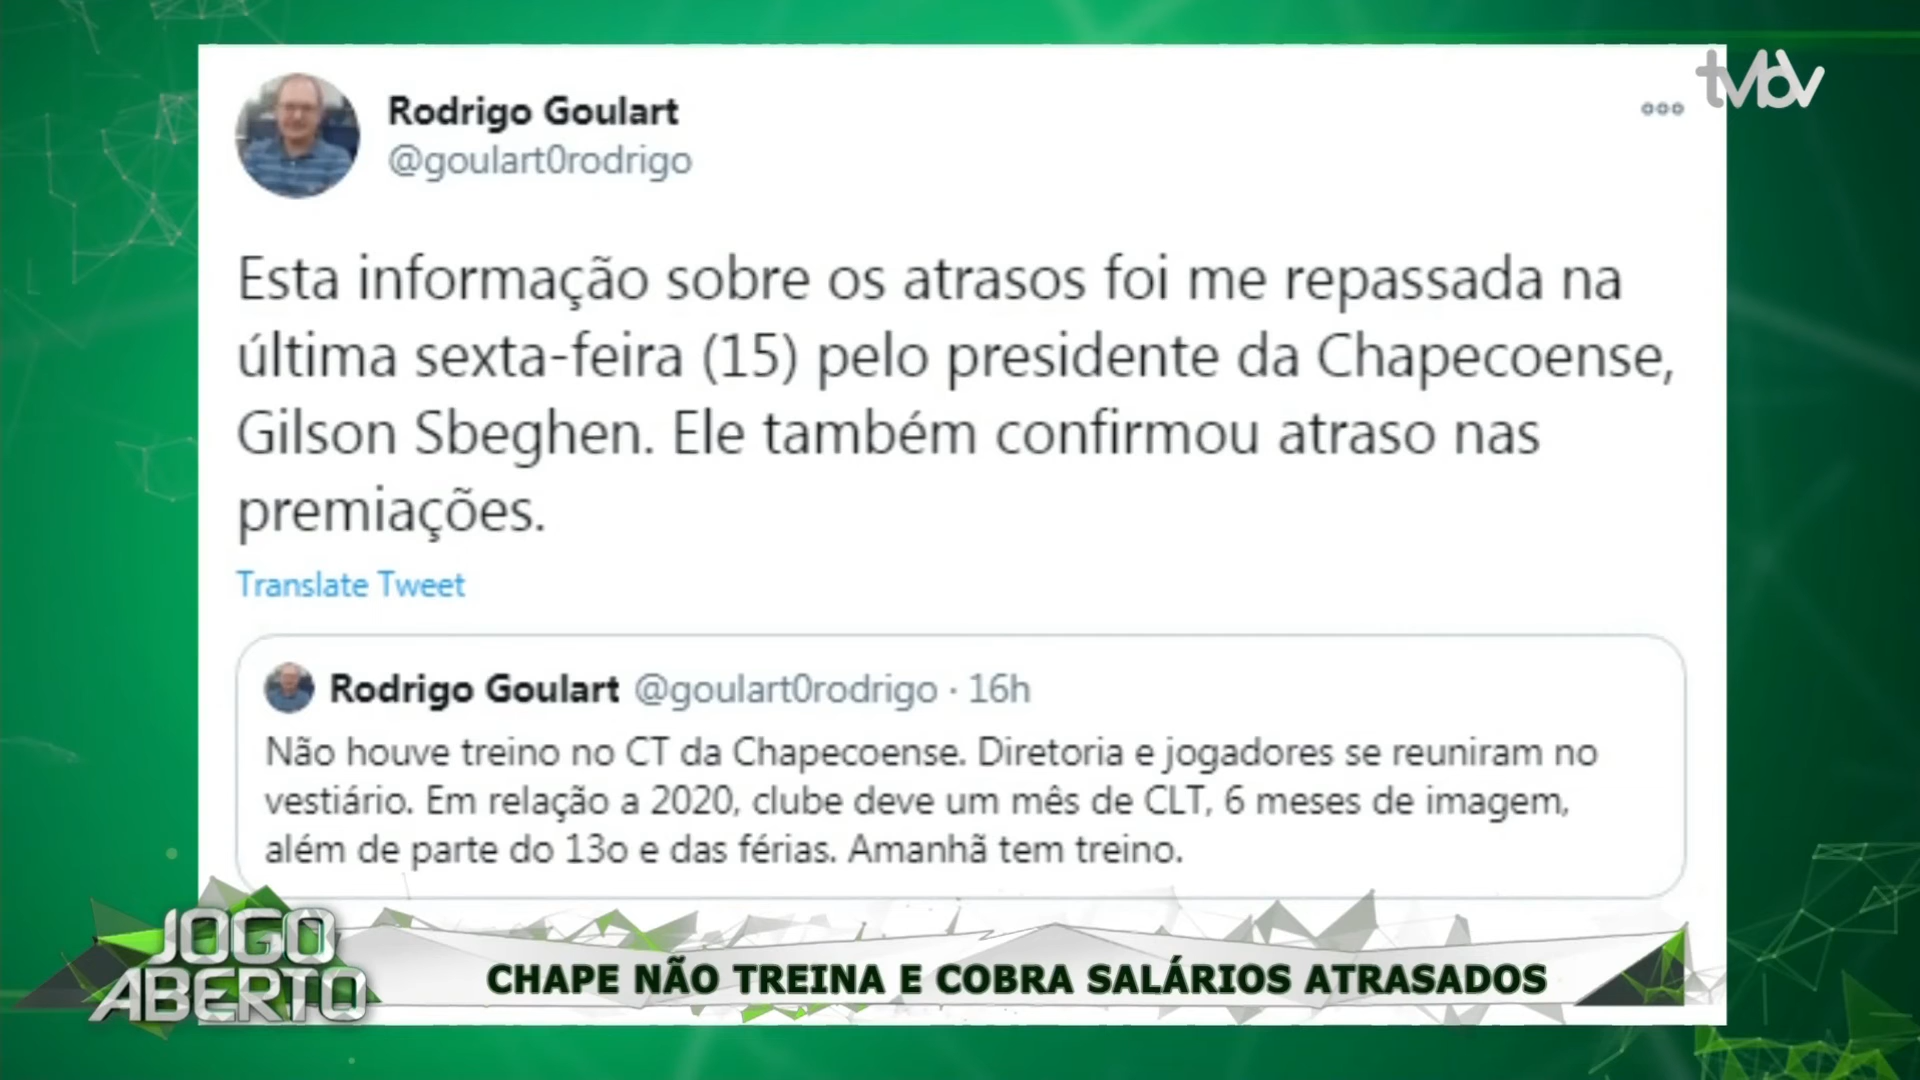 tvbv
Rodrigo Goulart
@goulart0rodrigo
Esta informação sobre os atrasos foi me repassada na
última sexta-feira (15) pelo presidente da Chapecoense,
Gilson Sbeghen. Ele também confirmou atraso nas
premiações.
Translate Tweet
Rodrigo Goulart @goulart0rodrigo · 16h
Não houve treino no CT da Chapecoense. Diretoria e jogadores se reuniram no
vestiário. Em relação a 2020, clube deve um mês de CLT, 6 meses de imagem,
além de parte do 13o e das férias. Amanhã tem treino.
JOGO
ABERTO
CHAPE NÃO TREINA E COBRA SALÁRIOS ATRASADOS